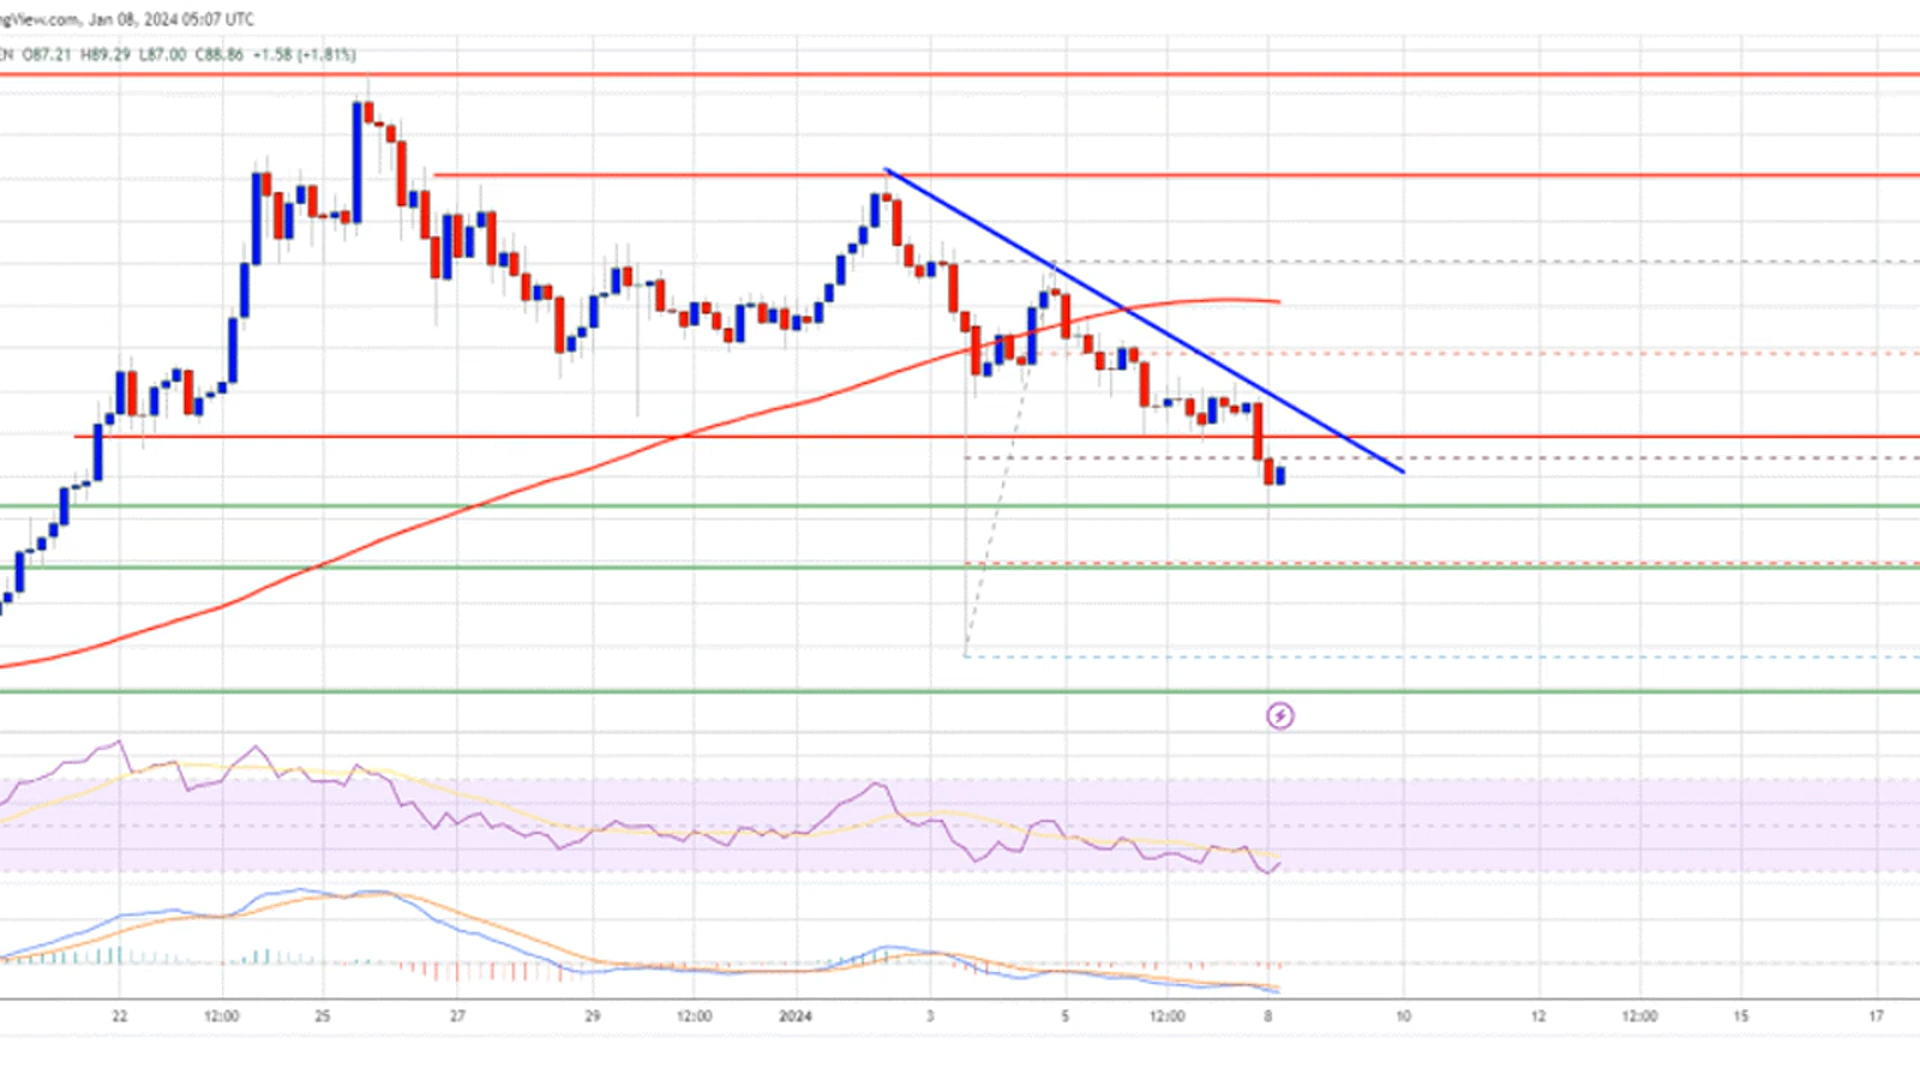 ngView.com, Jan 08, 2024 05:07 UTC
EN O87.21 H89.29 L87.00 C88.86 +1.58 (+1.81%)
22 12:00 25 27 29 12:00 2024 3 5 12:00 8 10 12 12:00 15 17